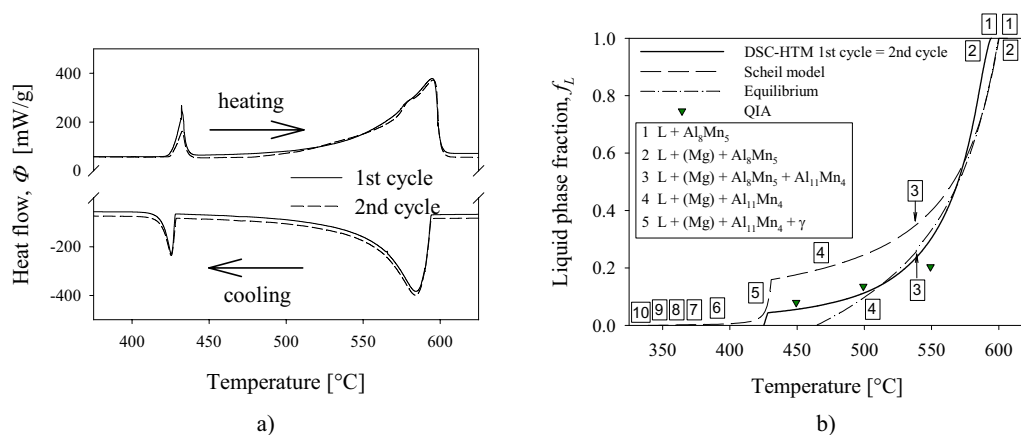 a)
400
200
0
-200
-400
Heat flow, Φ [mW/g]
heating
1st cycle
2nd cycle
cooling
400 450 500 550 600
Temperature [°C]
a)
b)
1.0
0.8
0.6
0.4
0.2
0.0
Liquid phase fraction, f_L
1 1
2 2
DSC-HTM 1st cycle = 2nd cycle
Scheil model
Equilibrium
QIA
1 L + Al₈Mn₅
2 L + (Mg) + Al₈Mn₅
3 L + (Mg) + Al₈Mn₅ + Al₁₁Mn₄
4 L + (Mg) + Al₁₁Mn₄
5 L + (Mg) + Al₁₁Mn₄ + γ
3
4
5
10 9 8 7 6
4
3
350 400 450 500 550 600
Temperature [°C]
b)